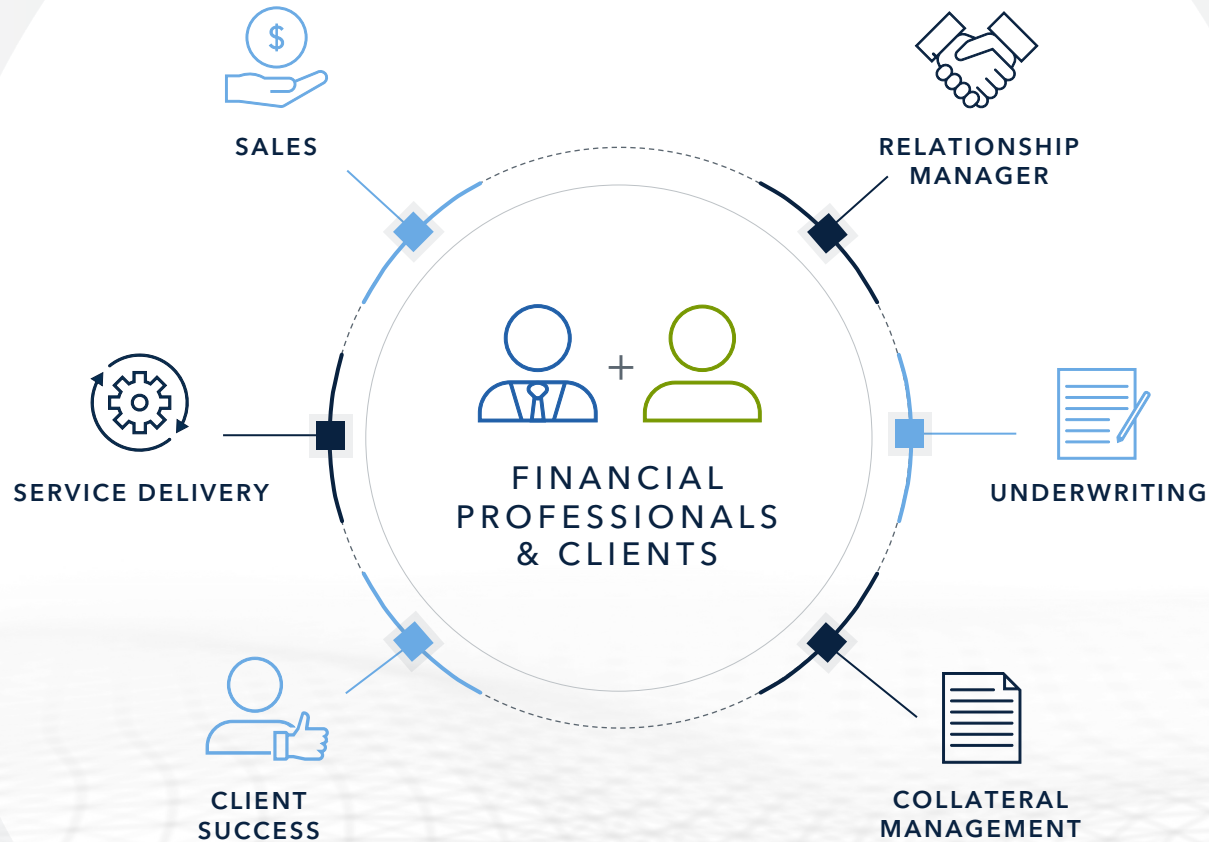 $
SALES
RELATIONSHIP
MANAGER
+
FINANCIAL
PROFESSIONALS
& CLIENTS
SERVICE DELIVERY
UNDERWRITING
CLIENT
SUCCESS
COLLATERAL
MANAGEMENT